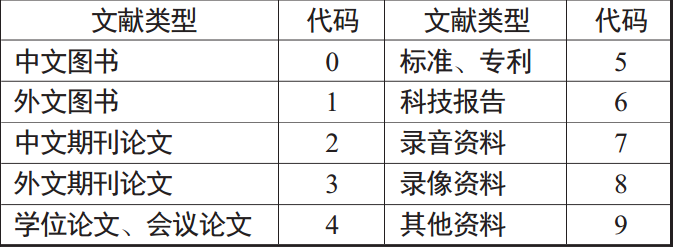 文献类型 代码 文献类型 代码
中文图书 0 标准、专利 5
外文图书 1 科技报告 6
中文期刊论文 2 录音资料 7
外文期刊论文 3 录像资料 8
学位论文、会议论文 4 其他资料 9